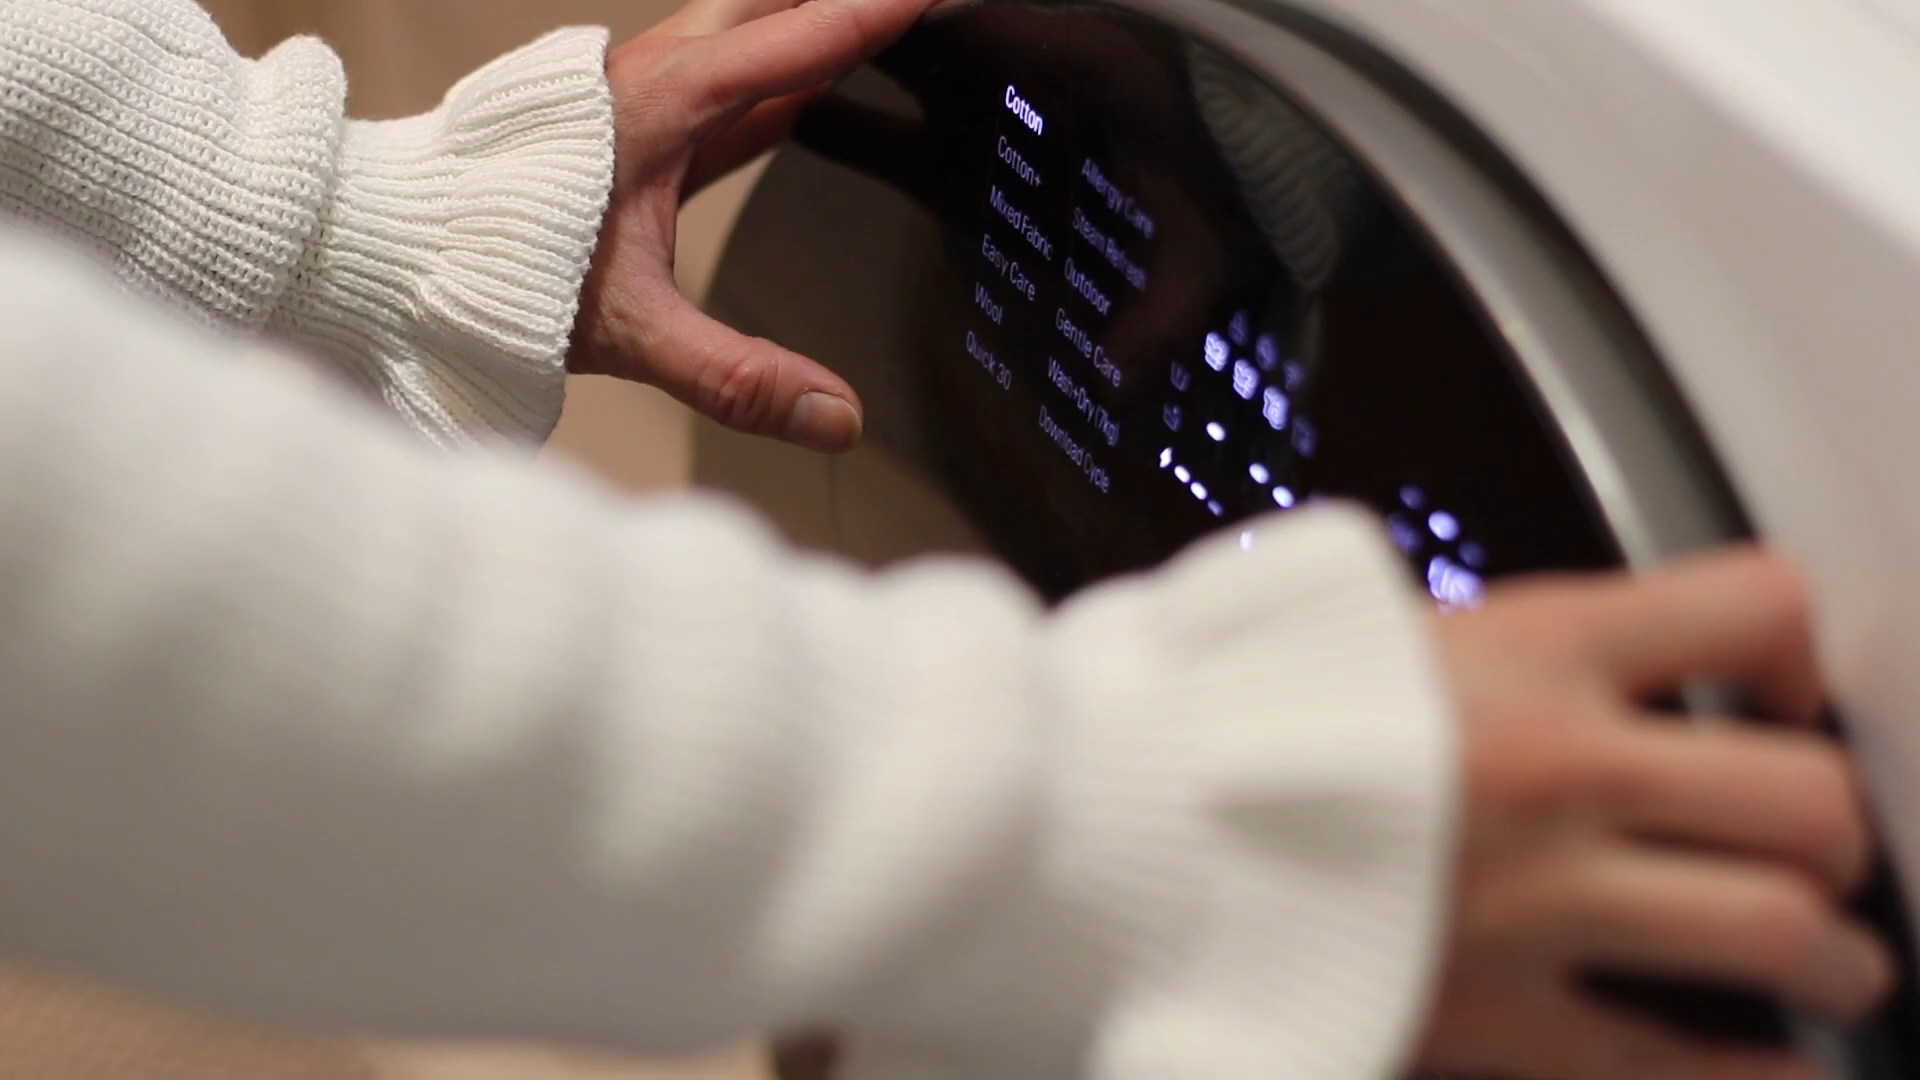 Cotton
Cotton+
Mixed Fabric
Easy Care
Wool
Quick 30
Allergy Care
Steam Refresh
Outdoor
Gentle Care
Wash+Dry (7kg)
Download Cycle